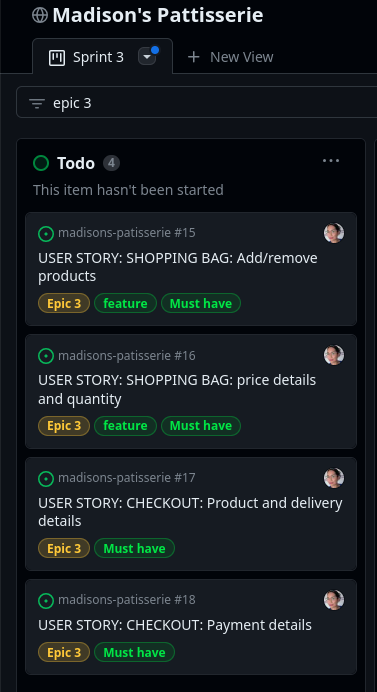 Madison's Pattisserie
Sprint 3
New View
epic 3
Todo 4
This item hasn't been started
madisons-patisserie #15
USER STORY: SHOPPING BAG: Add/remove
products
Epic 3 feature Must have
madisons-patisserie #16
USER STORY: SHOPPING BAG: price details
and quantity
Epic 3 feature Must have
madisons-patisserie #17
USER STORY: CHECKOUT: Product and delivery
details
Epic 3 Must have
madisons-patisserie #18
USER STORY: CHECKOUT: Payment details
Epic 3 Must have